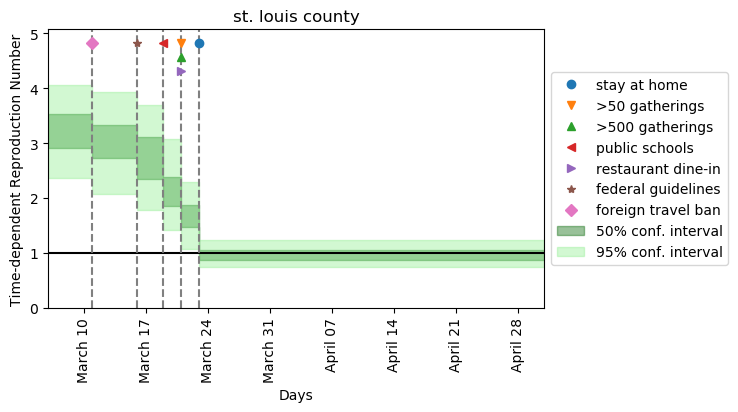 st. louis county
Time-dependent Reproduction Number
5
4
3
2
1
0
March 10
March 17
March 24
March 31
April 07
April 14
April 21
April 28
Days
stay at home
>50 gatherings
>500 gatherings
public schools
restaurant dine-in
federal guidelines
foreign travel ban
50% conf. interval
95% conf. interval